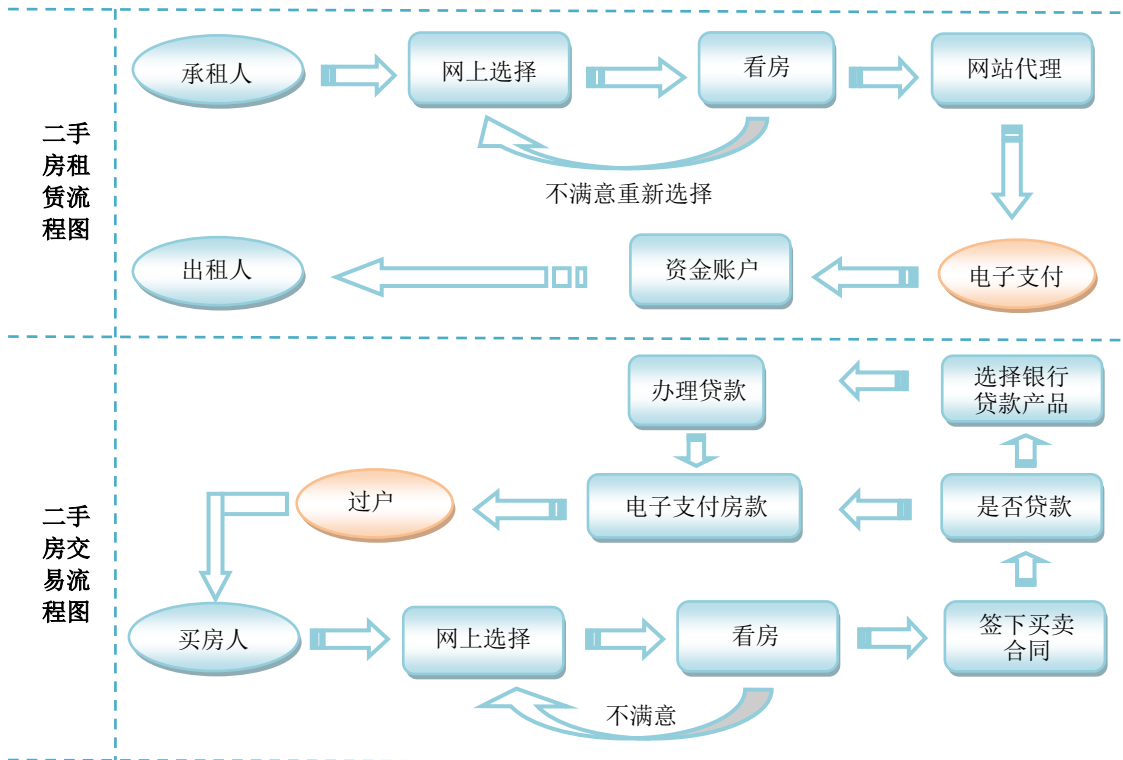 二手
房租
赁流
程图
承租人
网上选择
看房
网站代理
不满意重新选择
出租人
资金账户
电子支付
二手
房交
易流
程图
办理贷款
选择银行
贷款产品
过户
电子支付房款
是否贷款
买房人
网上选择
看房
签下买卖
合同
不满意